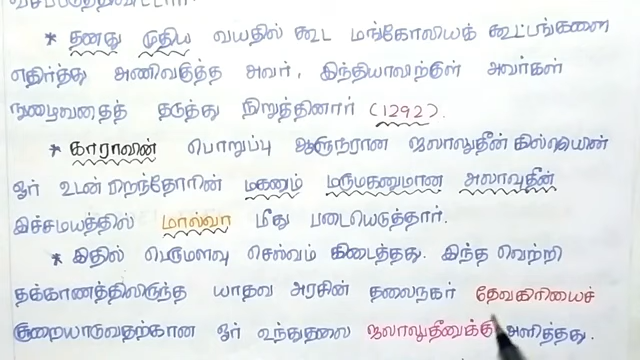 * தனது முதிய வயதில் கூட மங்கோலியக் கூட்டங்களை
எதிர்த்து அணிவகுத்த அவர், இந்தியாவிற்குள் அவர்கள்
நுழைவதைத் தடுத்து நிறுத்தினார் (1292).
* காராவின் பொறுப்பு ஆளுநரான ஜலாலுதீன் கில்ஜியின்
ஓர் உடன் பிறந்தோரின் மகனும் மருமகனுமான அலாவுதீன்
இச்சமயத்தில் மால்வா மீது படையெடுத்தார்.
* இதில் பெருமளவு செல்வம் கிடைத்தது. இந்த வெற்றி
தக்காணத்திலிருந்த யாதவ அரசின் தலைநகர் தேவகிரியைச்
சூறையாடுவதற்கான ஓர் உந்துதலை ஜலாலுதீனுக்கு அளித்தது.